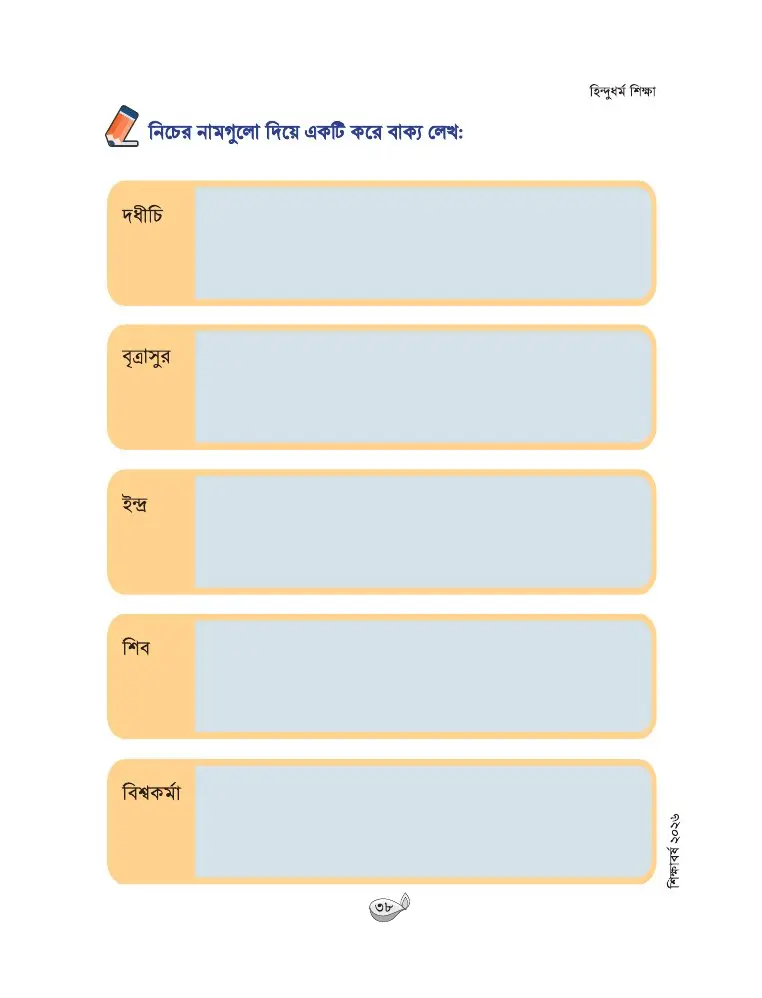 হিন্দুধর্ম শিক্ষা
নিচের নামগুলো দিয়ে একটি করে বাক্য লেখ:
দধীচি
বৃত্রাসুর
ইন্দ্র
শিব
বিশ্বকর্মা
শিক্ষাবর্ষ ২০২৬
৩৮